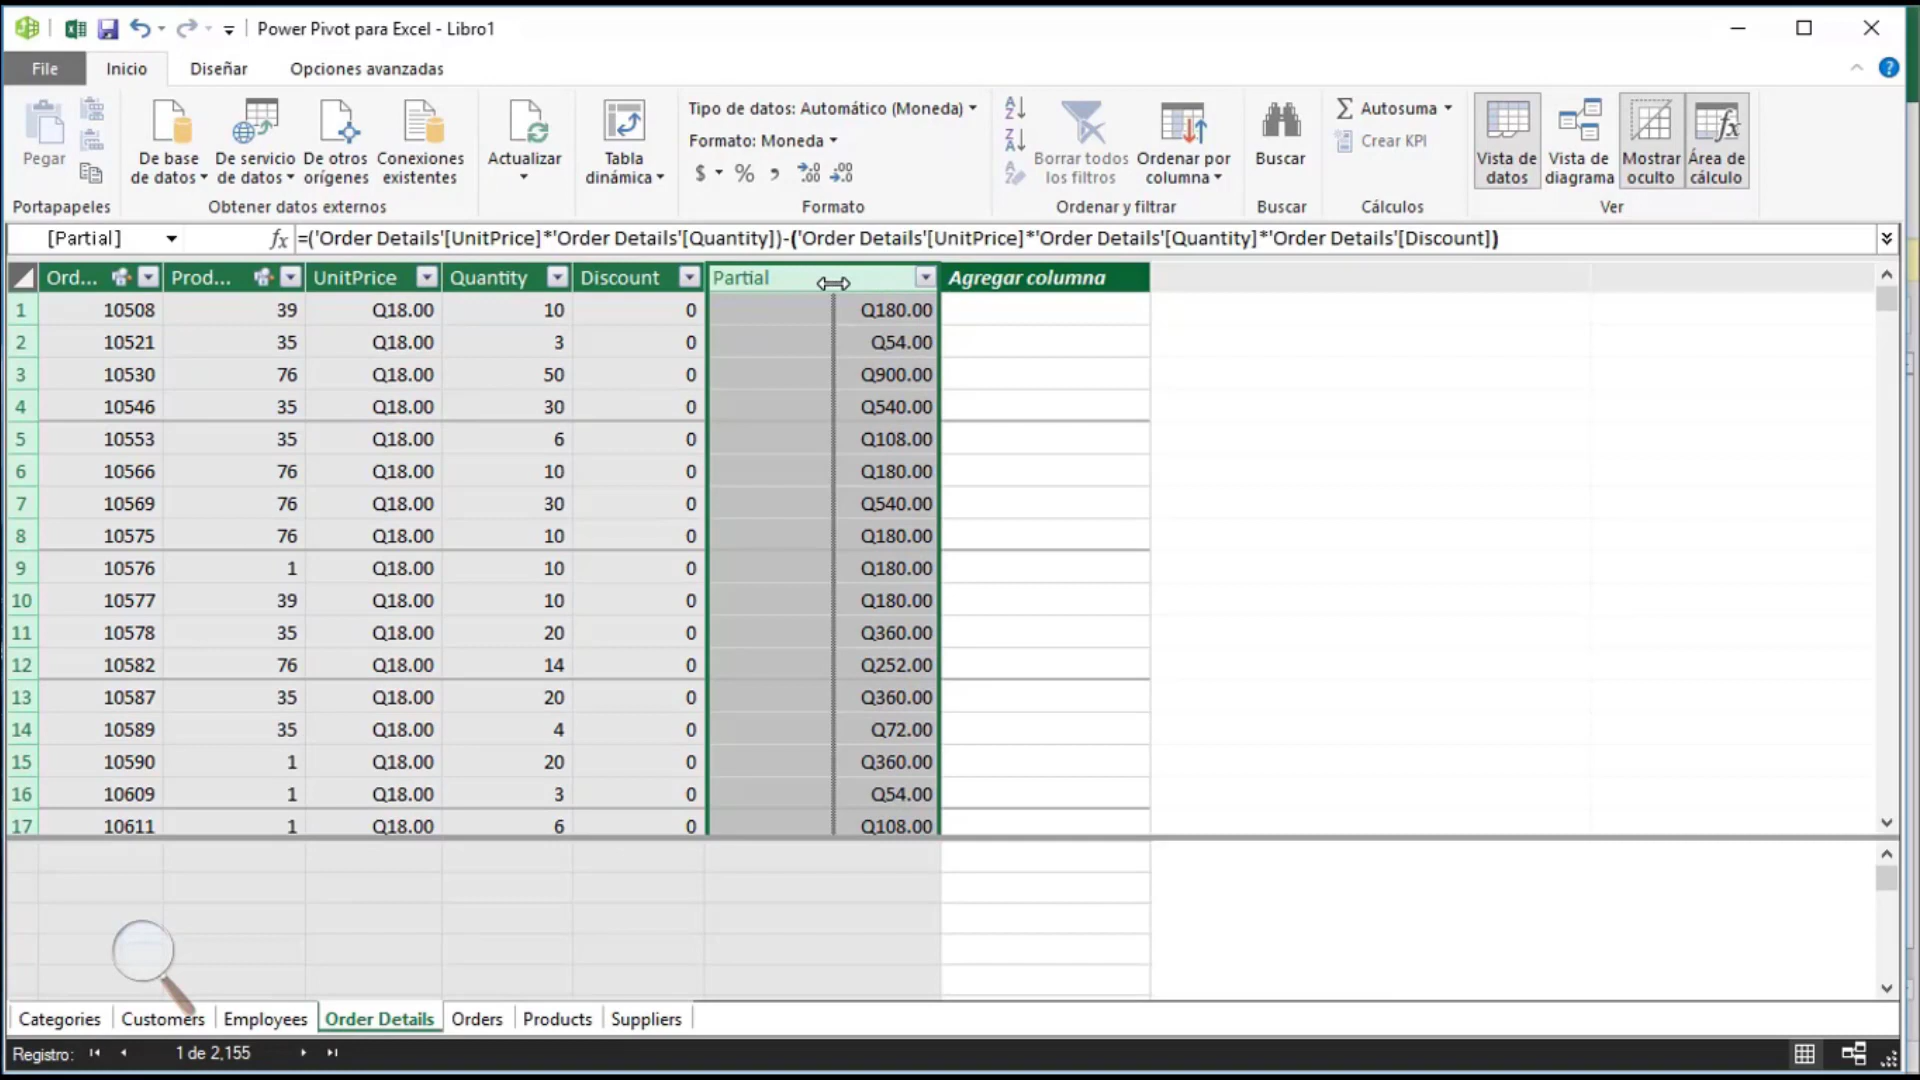 Power Pivot para Excel - Libro1
File Inicio Diseñar Opciones avanzadas
Pegar
De base de datos
De servicio de datos
De otros orígenes
Conexiones existentes
Actualizar
Tabla dinámica
Tipo de datos: Automático (Moneda)
Formato: Moneda
$ % ,
Borrar todos los filtros
Ordenar por columna
Buscar
Autosuma
Crear KPI
Vista de datos
Vista de diagrama
Mostrar oculto
Área de cálculo
Portapapeles Obtener datos externos Formato Ordenar y filtrar Buscar Cálculos Ver
[Partial] fx =('Order Details'[UnitPrice]*'Order Details'[Quantity])-('Order Details'[UnitPrice]*'Order Details'[Quantity]*'Order Details'[Discount])
Ord... Prod... UnitPrice Quantity Discount Partial Agregar columna
1 10508 39 Q18.00 10 0 Q180.00
2 10521 35 Q18.00 3 0 Q54.00
3 10530 76 Q18.00 50 0 Q900.00
4 10546 35 Q18.00 30 0 Q540.00
5 10553 35 Q18.00 6 0 Q108.00
6 10566 76 Q18.00 10 0 Q180.00
7 10569 76 Q18.00 30 0 Q540.00
8 10575 76 Q18.00 10 0 Q180.00
9 10576 1 Q18.00 10 0 Q180.00
10 10577 39 Q18.00 10 0 Q180.00
11 10578 35 Q18.00 20 0 Q360.00
12 10582 76 Q18.00 14 0 Q252.00
13 10587 35 Q18.00 20 0 Q360.00
14 10589 35 Q18.00 4 0 Q72.00
15 10590 1 Q18.00 20 0 Q360.00
16 10609 1 Q18.00 3 0 Q54.00
17 10611 1 Q18.00 6 0 Q108.00
Categories Customers Employees Order Details Orders Products Suppliers
Registro: 1 de 2,155